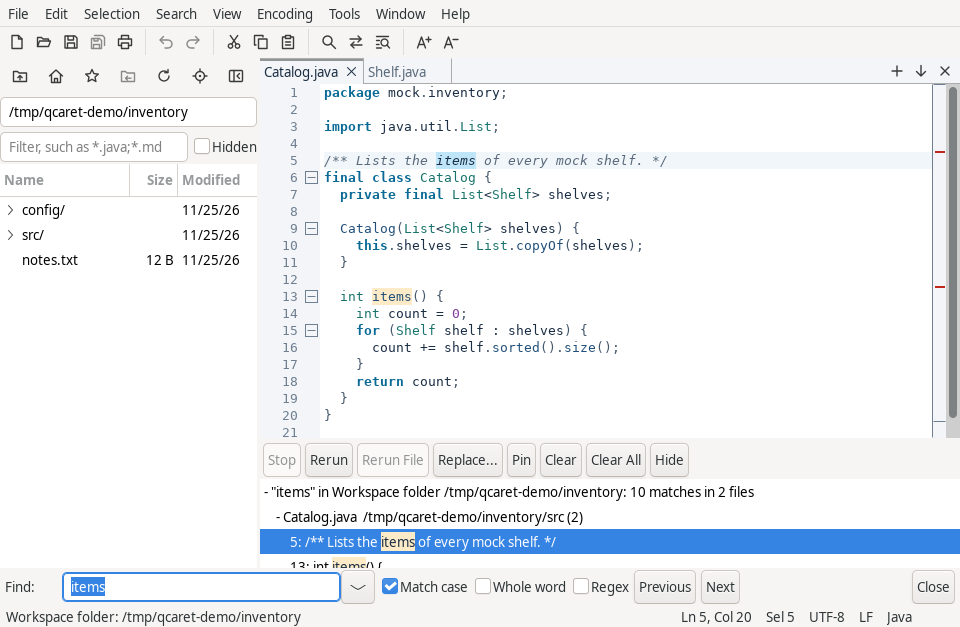 File Edit Selection Search View Encoding Tools Window Help
A+ A-
Catalog.java Shelf.java
/tmp/qcaret-demo/inventory
Filter, such as *.java;*.md Hidden
Name Size Modified
config/ 11/25/26
src/ 11/25/26
notes.txt 12 B 11/25/26
1 package mock.inventory;
2
3 import java.util.List;
4
5 /** Lists the items of every mock shelf. */
6 final class Catalog {
7 private final List<Shelf> shelves;
8
9 Catalog(List<Shelf> shelves) {
10 this.shelves = List.copyOf(shelves);
11 }
12
13 int items() {
14 int count = 0;
15 for (Shelf shelf : shelves) {
16 count += shelf.sorted().size();
17 }
18 return count;
19 }
20 }
21
Stop Rerun Rerun File Replace... Pin Clear Clear All Hide
- "items" in Workspace folder /tmp/qcaret-demo/inventory: 10 matches in 2 files
- Catalog.java /tmp/qcaret-demo/inventory/src (2)
5: /** Lists the items of every mock shelf. */
13: int items() {
Find: items Match case Whole word Regex Previous Next Close
Workspace folder: /tmp/qcaret-demo/inventory Ln 5, Col 20 Sel 5 UTF-8 LF Java